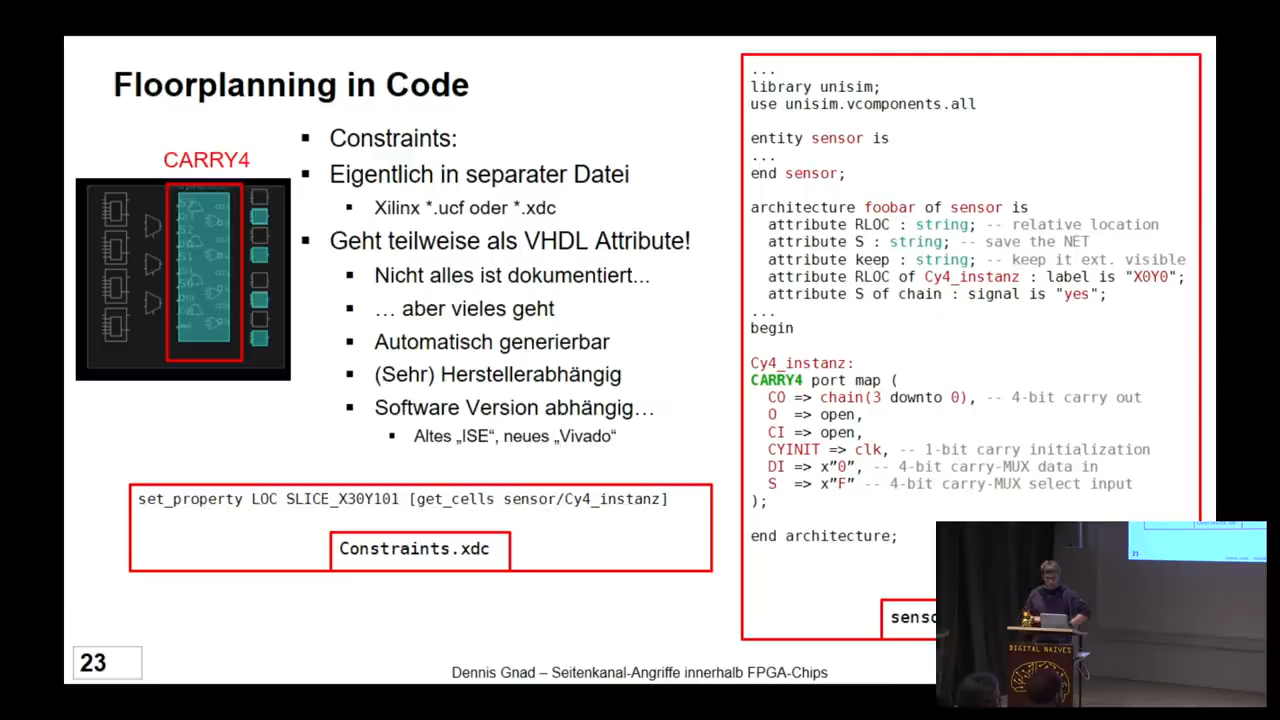 Floorplanning in Code
CARRY4
Constraints:
Eigentlich in separater Datei
Xilinx *.ucf oder *.xdc
Geht teilweise als VHDL Attribute!
Nicht alles ist dokumentiert...
… aber vieles geht
Automatisch generierbar
(Sehr) Herstellerabhängig
Software Version abhängig…
Altes „ISE“, neues „Vivado“
set_property LOC SLICE_X30Y101 [get_cells sensor/Cy4_instanz]
Constraints.xdc
...
library unisim;
use unisim.vcomponents.all
entity sensor is
...
end sensor;
architecture foobar of sensor is
attribute RLOC : string; -- relative location
attribute S : string; -- save the NET
attribute keep : string; -- keep it ext. visible
attribute RLOC of Cy4_instanz : label is "X0Y0";
attribute S of chain : signal is "yes";
...
begin
Cy4_instanz:
CARRY4 port map (
CO => chain(3 downto 0), -- 4-bit carry out
O => open,
CI => open,
CYINIT => clk, -- 1-bit carry initialization
DI => x”0”, -- 4-bit carry-MUX data in
S => x”F” -- 4-bit carry-MUX select input
);
end architecture;
senso
23
Dennis Gnad – Seitenkanal-Angriffe innerhalb FPGA-Chips
23
DIGITAL NAIVES